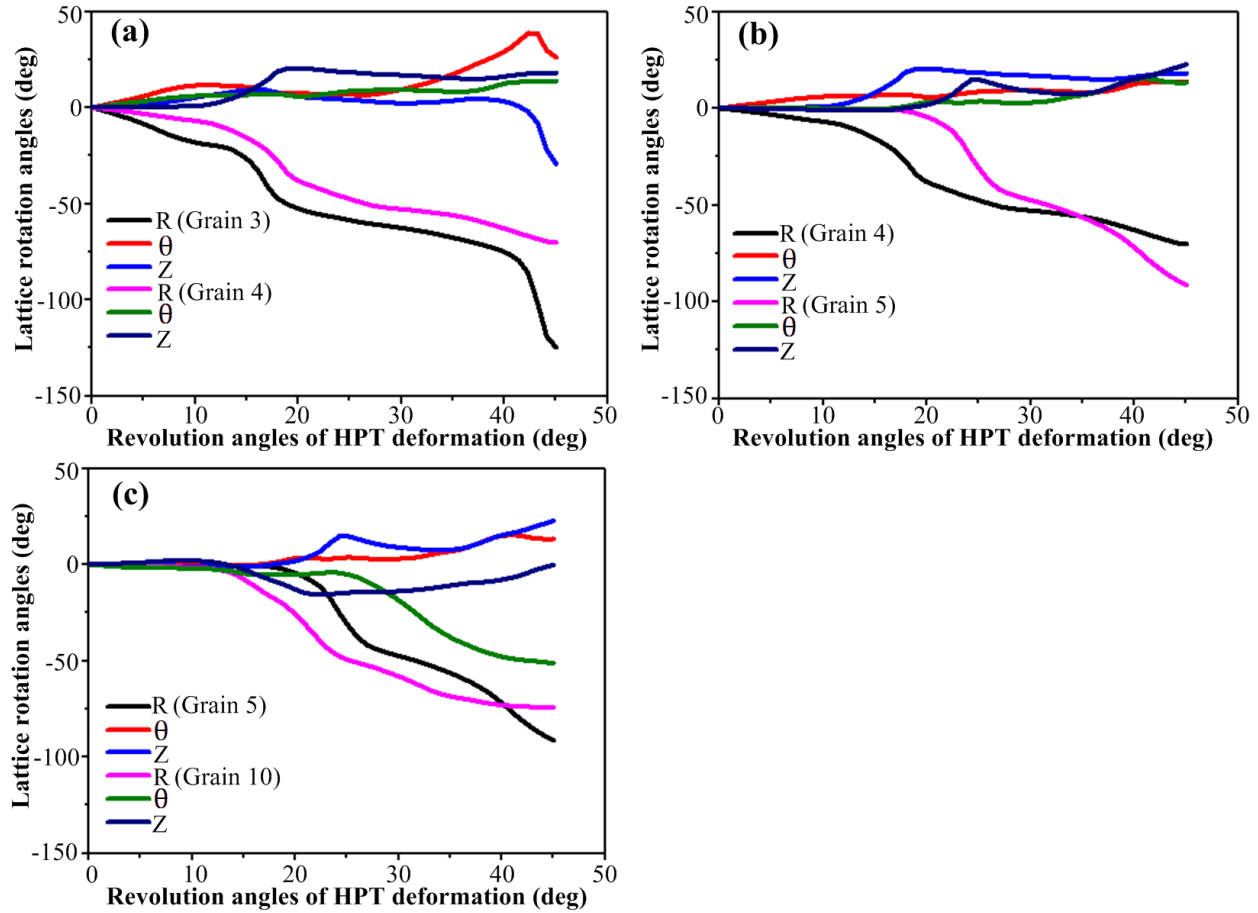 (a)
Lattice rotation angles (deg)
50
0
-50
-100
-150
R (Grain 3)
θ
Z
R (Grain 4)
θ
Z
0 10 20 30 40 50
Revolution angles of HPT deformation (deg)
(b)
Lattice rotation angles (deg)
50
0
-50
-100
-150
R (Grain 4)
θ
Z
R (Grain 5)
θ
Z
0 10 20 30 40 50
Revolution angles of HPT deformation (deg)
(c)
Lattice rotation angles (deg)
50
0
-50
-100
-150
R (Grain 5)
θ
Z
R (Grain 10)
θ
Z
0 10 20 30 40 50
Revolution angles of HPT deformation (deg)